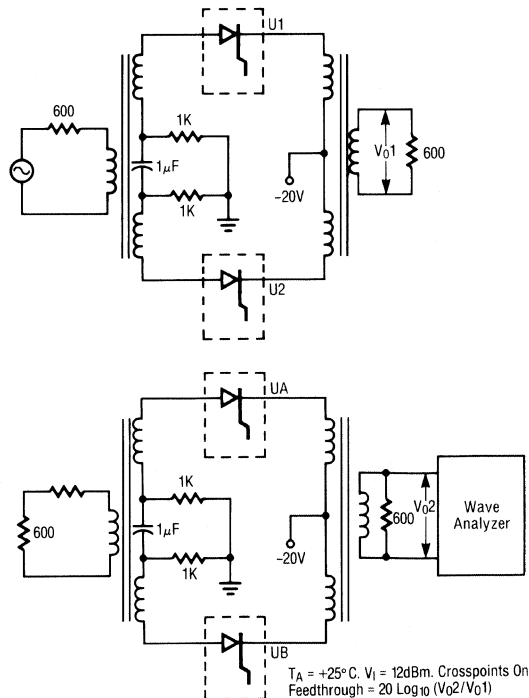 U1
600
1K
1μF
1K
-20V
V01
600
U2
UA
600
1K
1μF
1K
-20V
600
V02
Wave
Analyzer
UB
TA = +25°C. VI = 12dBm. Crosspoints On
Feedthrough = 20 Log10 (V02/V01)